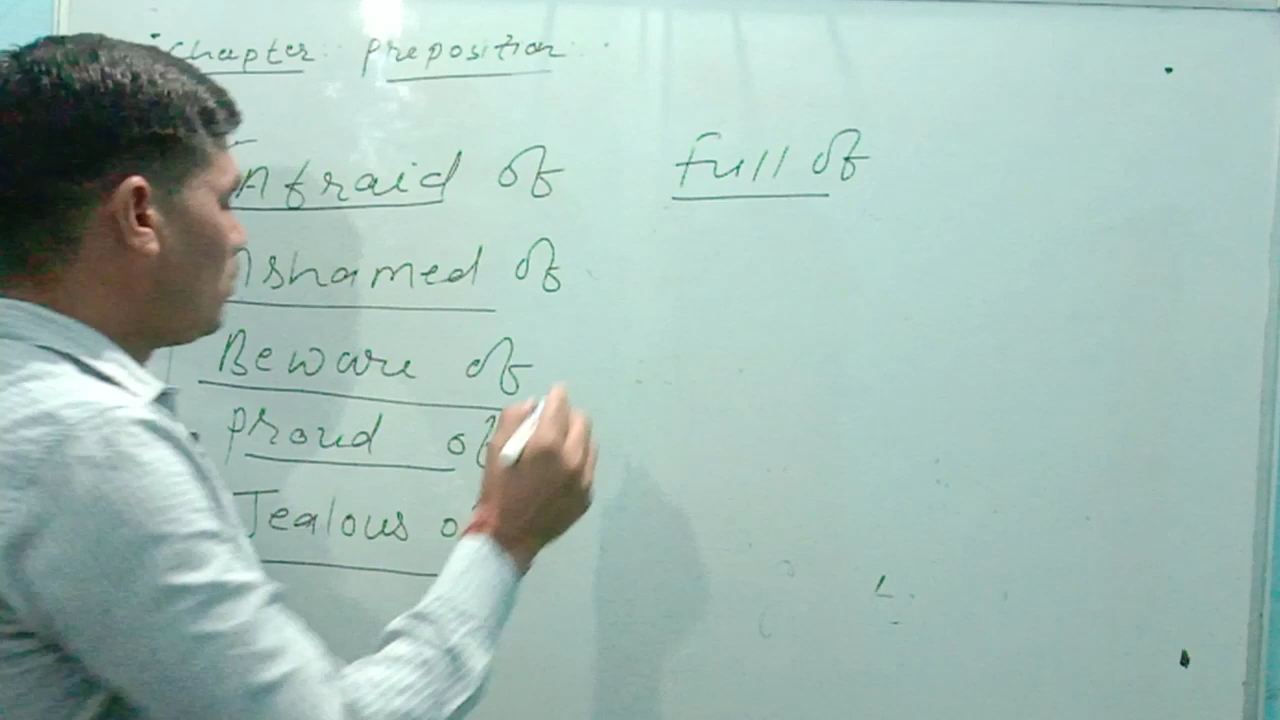 Chapter: Preposition
Afraid of
Ashamed of
Beware of
Proud of
Jealous of
Full of